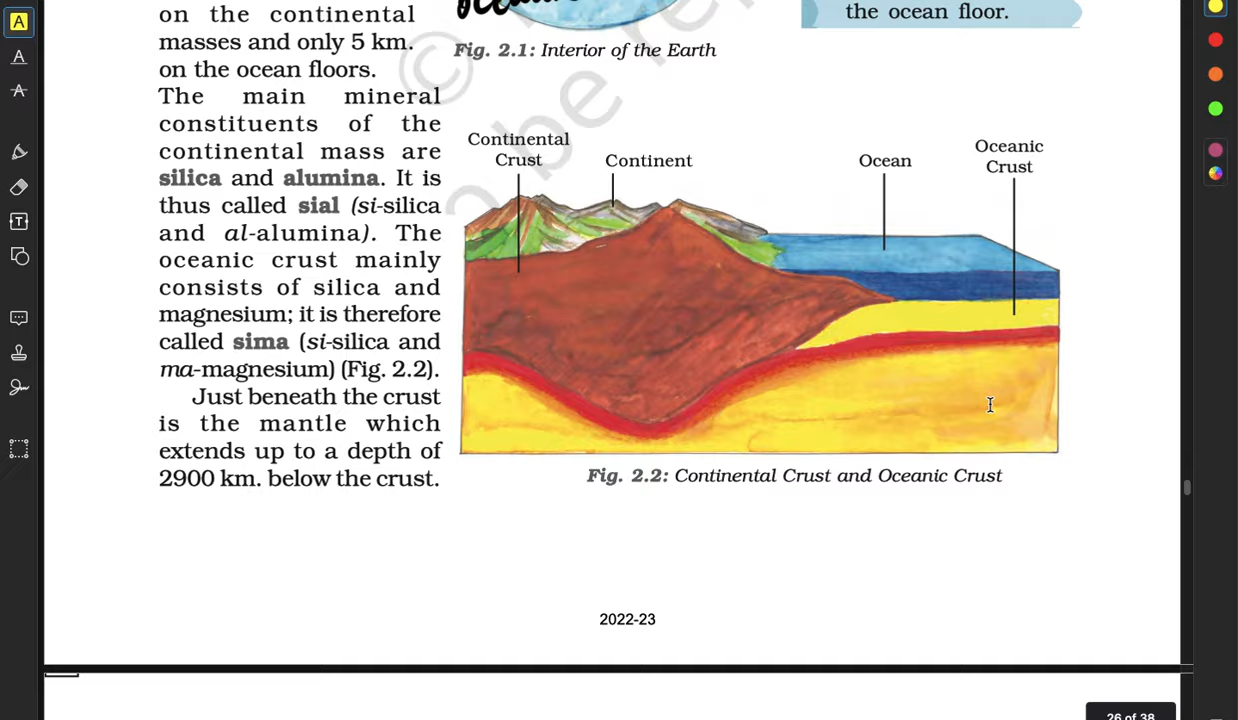 on the continental
masses and only 5 km.
on the ocean floors.
The main mineral
constituents of the
continental mass are
silica and alumina. It is
thus called sial (si-silica
and al-alumina). The
oceanic crust mainly
consists of silica and
magnesium; it is therefore
called sima (si-silica and
ma-magnesium) (Fig. 2.2).
Just beneath the crust
is the mantle which
extends up to a depth of
2900 km. below the crust.
the ocean floor.
Fig. 2.1: Interior of the Earth
©
be re
Continental
Crust
Continent
Ocean
Oceanic
Crust
Fig. 2.2: Continental Crust and Oceanic Crust
2022-23
26 of 38
A
A
A
T